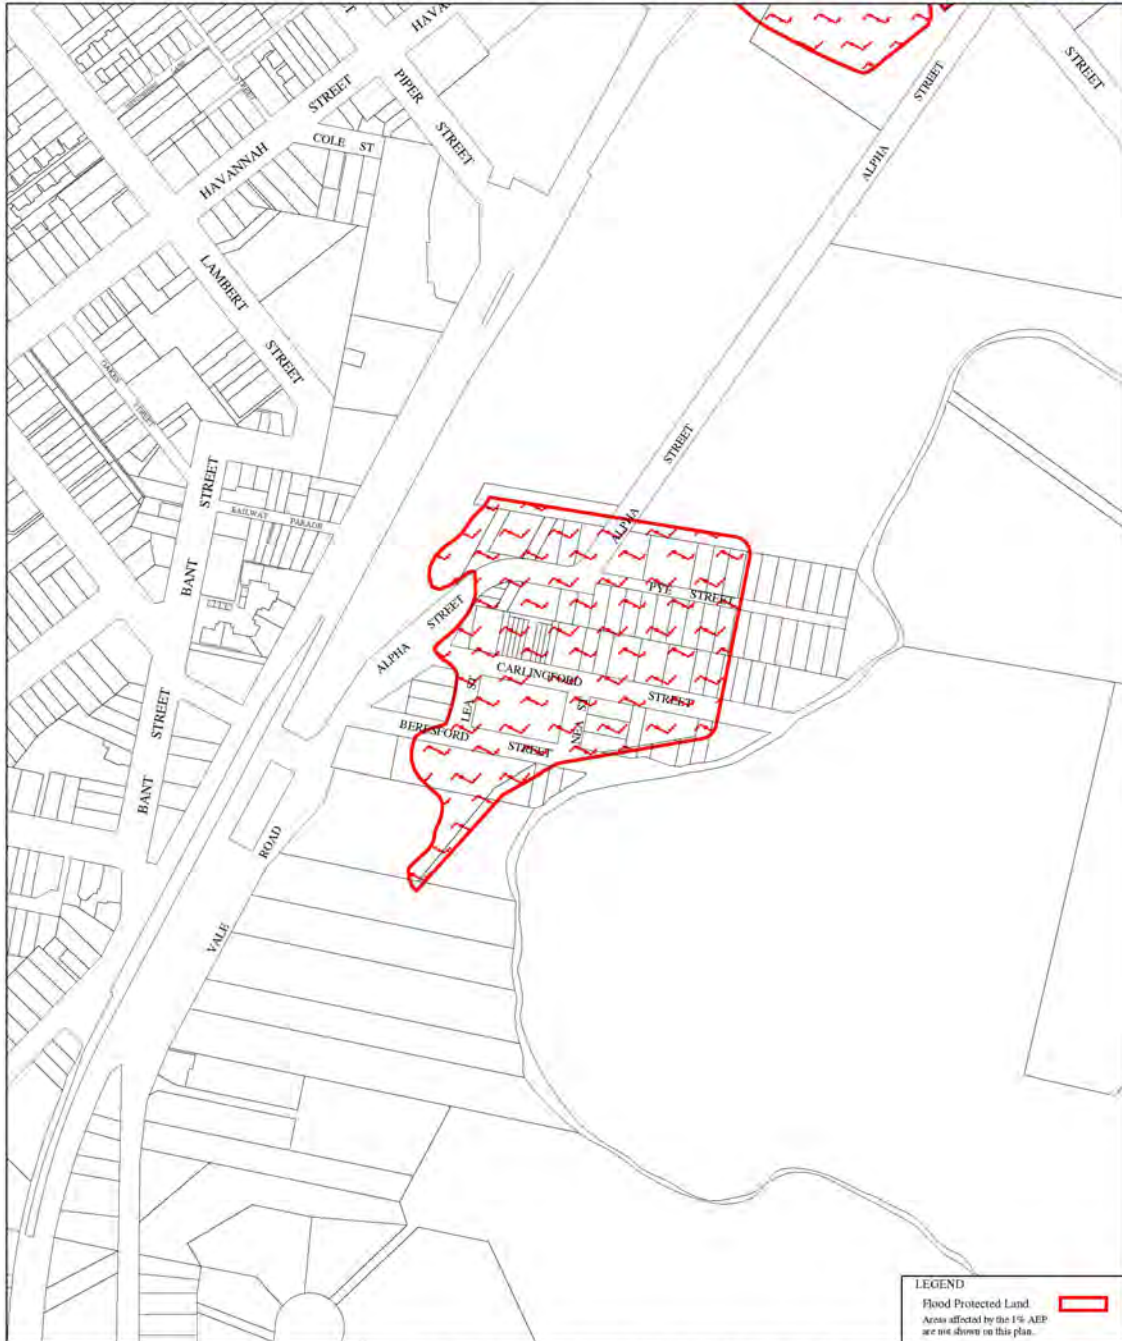 HAVANNAH
STREET
PIPER
STREET
STREET
COLE ST
HAVANNAH
STREET
ALPHA
LAMBERT
STREET
STREET
STREET
BANT
RAILWAY PARADE
ALPHA
STREET
ALPHA
PYE STREET
CARLINGFORD
STREET
LEA ST
NEA ST
BERESFORD
STREET
STREET
BANT
ROAD
VALE
LEGEND
Flood Protected Land
Areas affected by the 1% AEP
are not shown on this plan.